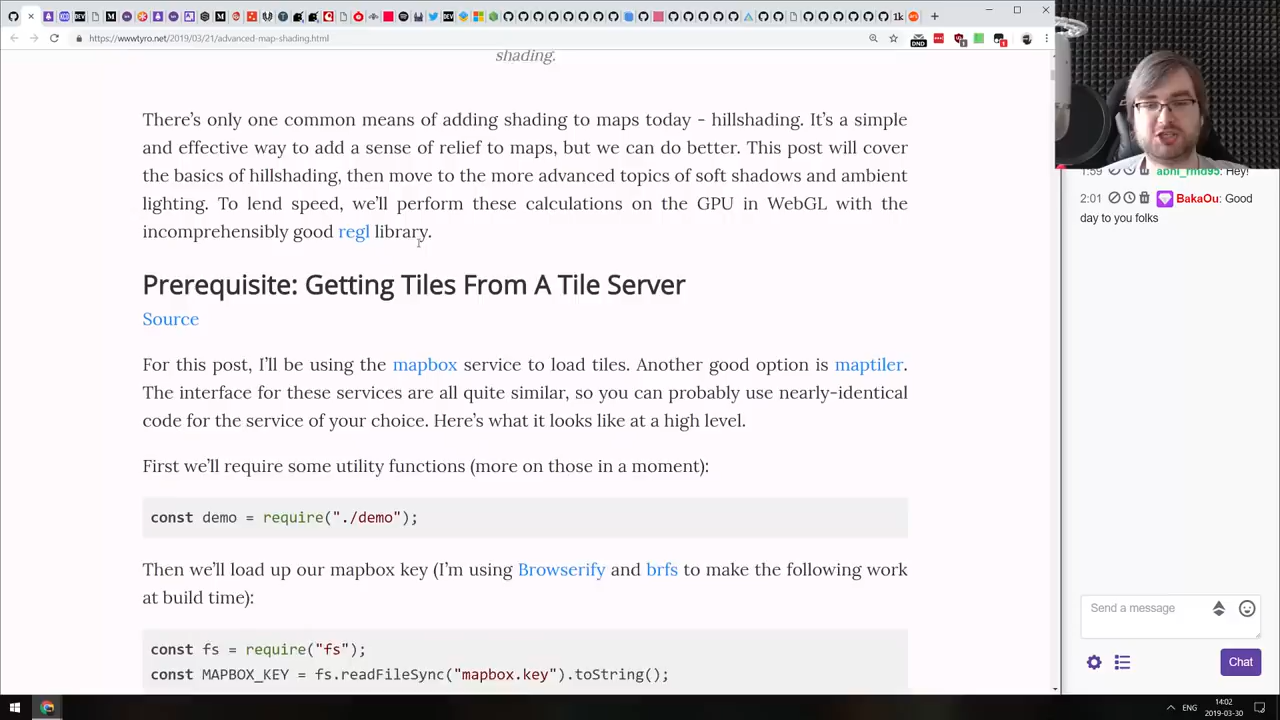 https://wwwtyro.net/2019/03/21/advanced-map-shading.html
DND
1
1
1k
shading.
There's only one common means of adding shading to maps today - hillshading. It's a simple
and effective way to add a sense of relief to maps, but we can do better. This post will cover
the basics of hillshading, then move to the more advanced topics of soft shadows and ambient
lighting. To lend speed, we'll perform these calculations on the GPU in WebGL with the
incomprehensibly good regl library.
Prerequisite: Getting Tiles From A Tile Server
Source
For this post, I'll be using the mapbox service to load tiles. Another good option is maptiler.
The interface for these services are all quite similar, so you can probably use nearly-identical
code for the service of your choice. Here's what it looks like at a high level.
First we'll require some utility functions (more on those in a moment):
const demo = require("./demo");
Then we'll load up our mapbox key (I'm using Browserify and brfs to make the following work
at build time):
const fs = require("fs");
const MAPBOX_KEY = fs.readFileSync("mapbox.key").toString();
1:59 abhi_rmd95: Hey!
2:01 BakaOu: Good
day to you folks
Send a message
Chat
ENG
14:02
2019-03-30